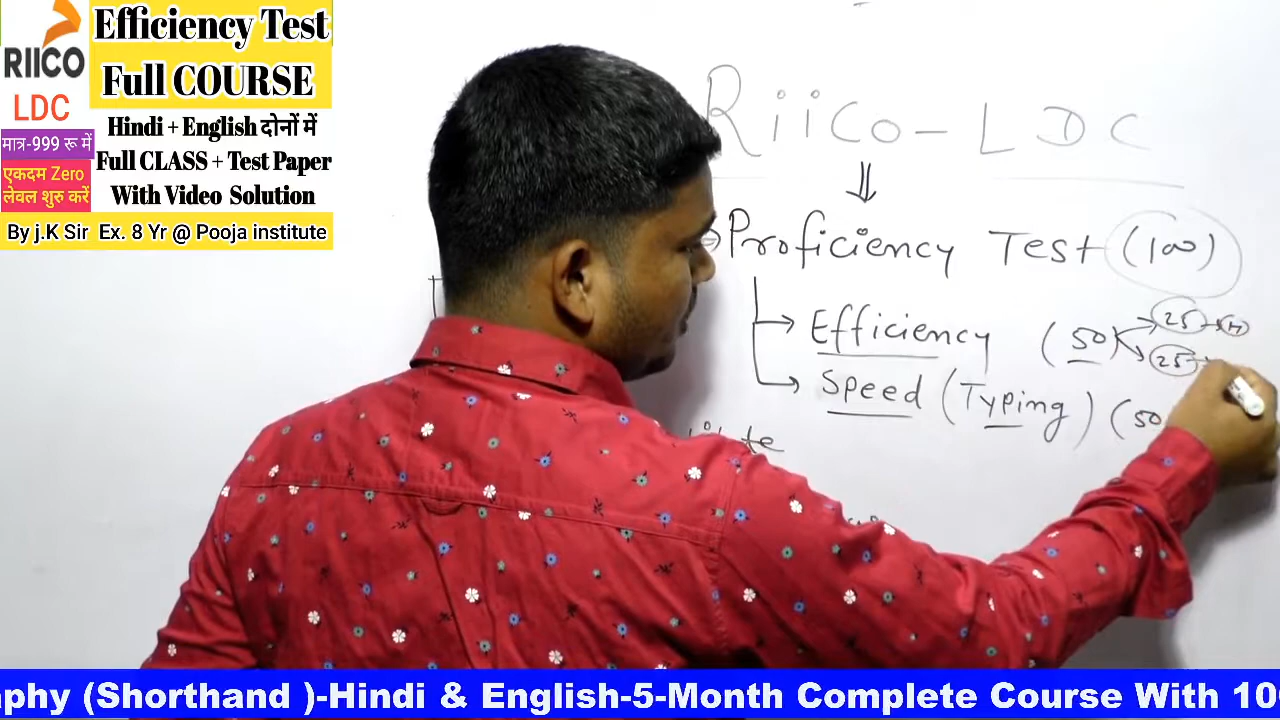 RIICO
LDC
मात्र-999 रू में
एकदम Zero
लेवल शुरु करें
Efficiency Test
Full COURSE
Hindi + English दोनों में
Full CLASS + Test Paper
With Video Solution
By j.K Sir Ex. 8 Yr @ Pooja institute
RiiCo - LDC
Proficiency Test (100)
Efficiency (50) 25 → H
25
Speed (Typing) (50
aphy (Shorthand )-Hindi & English-5-Month Complete Course With 10